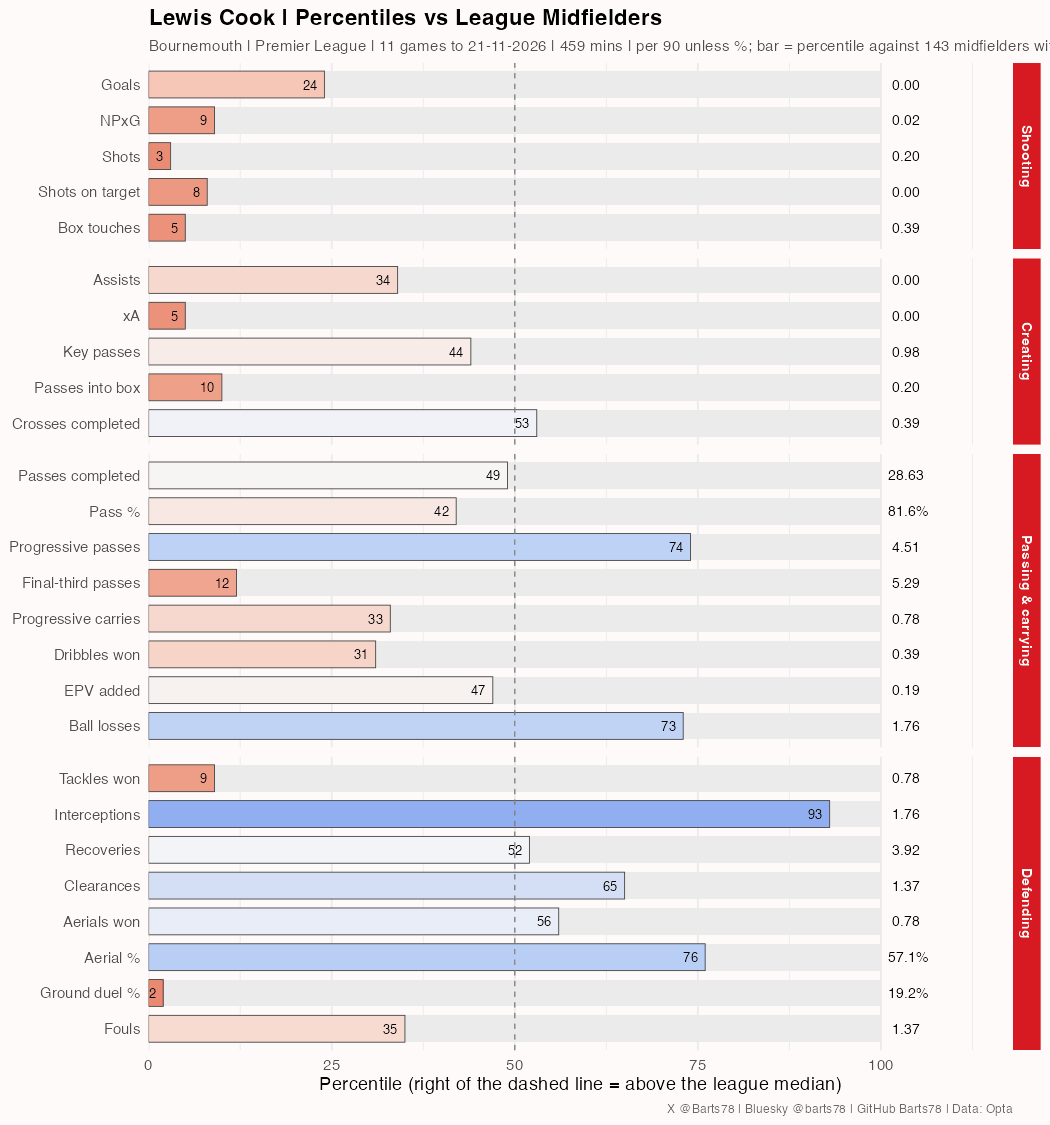 Lewis Cook | Percentiles vs League Midfielders
Bournemouth | Premier League | 11 games to 21-11-2026 | 459 mins | per 90 unless %; bar = percentile against 143 midfielders
Goals 24 0.00
NPxG 9 0.02
Shots 3 0.20
Shots on target 8 0.00
Box touches 5 0.39
Shooting
Assists 34 0.00
xA 5 0.00
Key passes 44 0.98
Passes into box 10 0.20
Crosses completed 53 0.39
Creating
Passes completed 49 28.63
Pass % 42 81.6%
Progressive passes 74 4.51
Final-third passes 12 5.29
Progressive carries 33 0.78
Dribbles won 31 0.39
EPV added 47 0.19
Ball losses 73 1.76
Passing & carrying
Tackles won 9 0.78
Interceptions 93 1.76
Recoveries 52 3.92
Clearances 65 1.37
Aerials won 56 0.78
Aerial % 76 57.1%
Ground duel % 2 19.2%
Fouls 35 1.37
Defending
0 25 50 75 100
Percentile (right of the dashed line = above the league median)
X @Barts78 | Bluesky @barts78 | GitHub Barts78 | Data: Opta